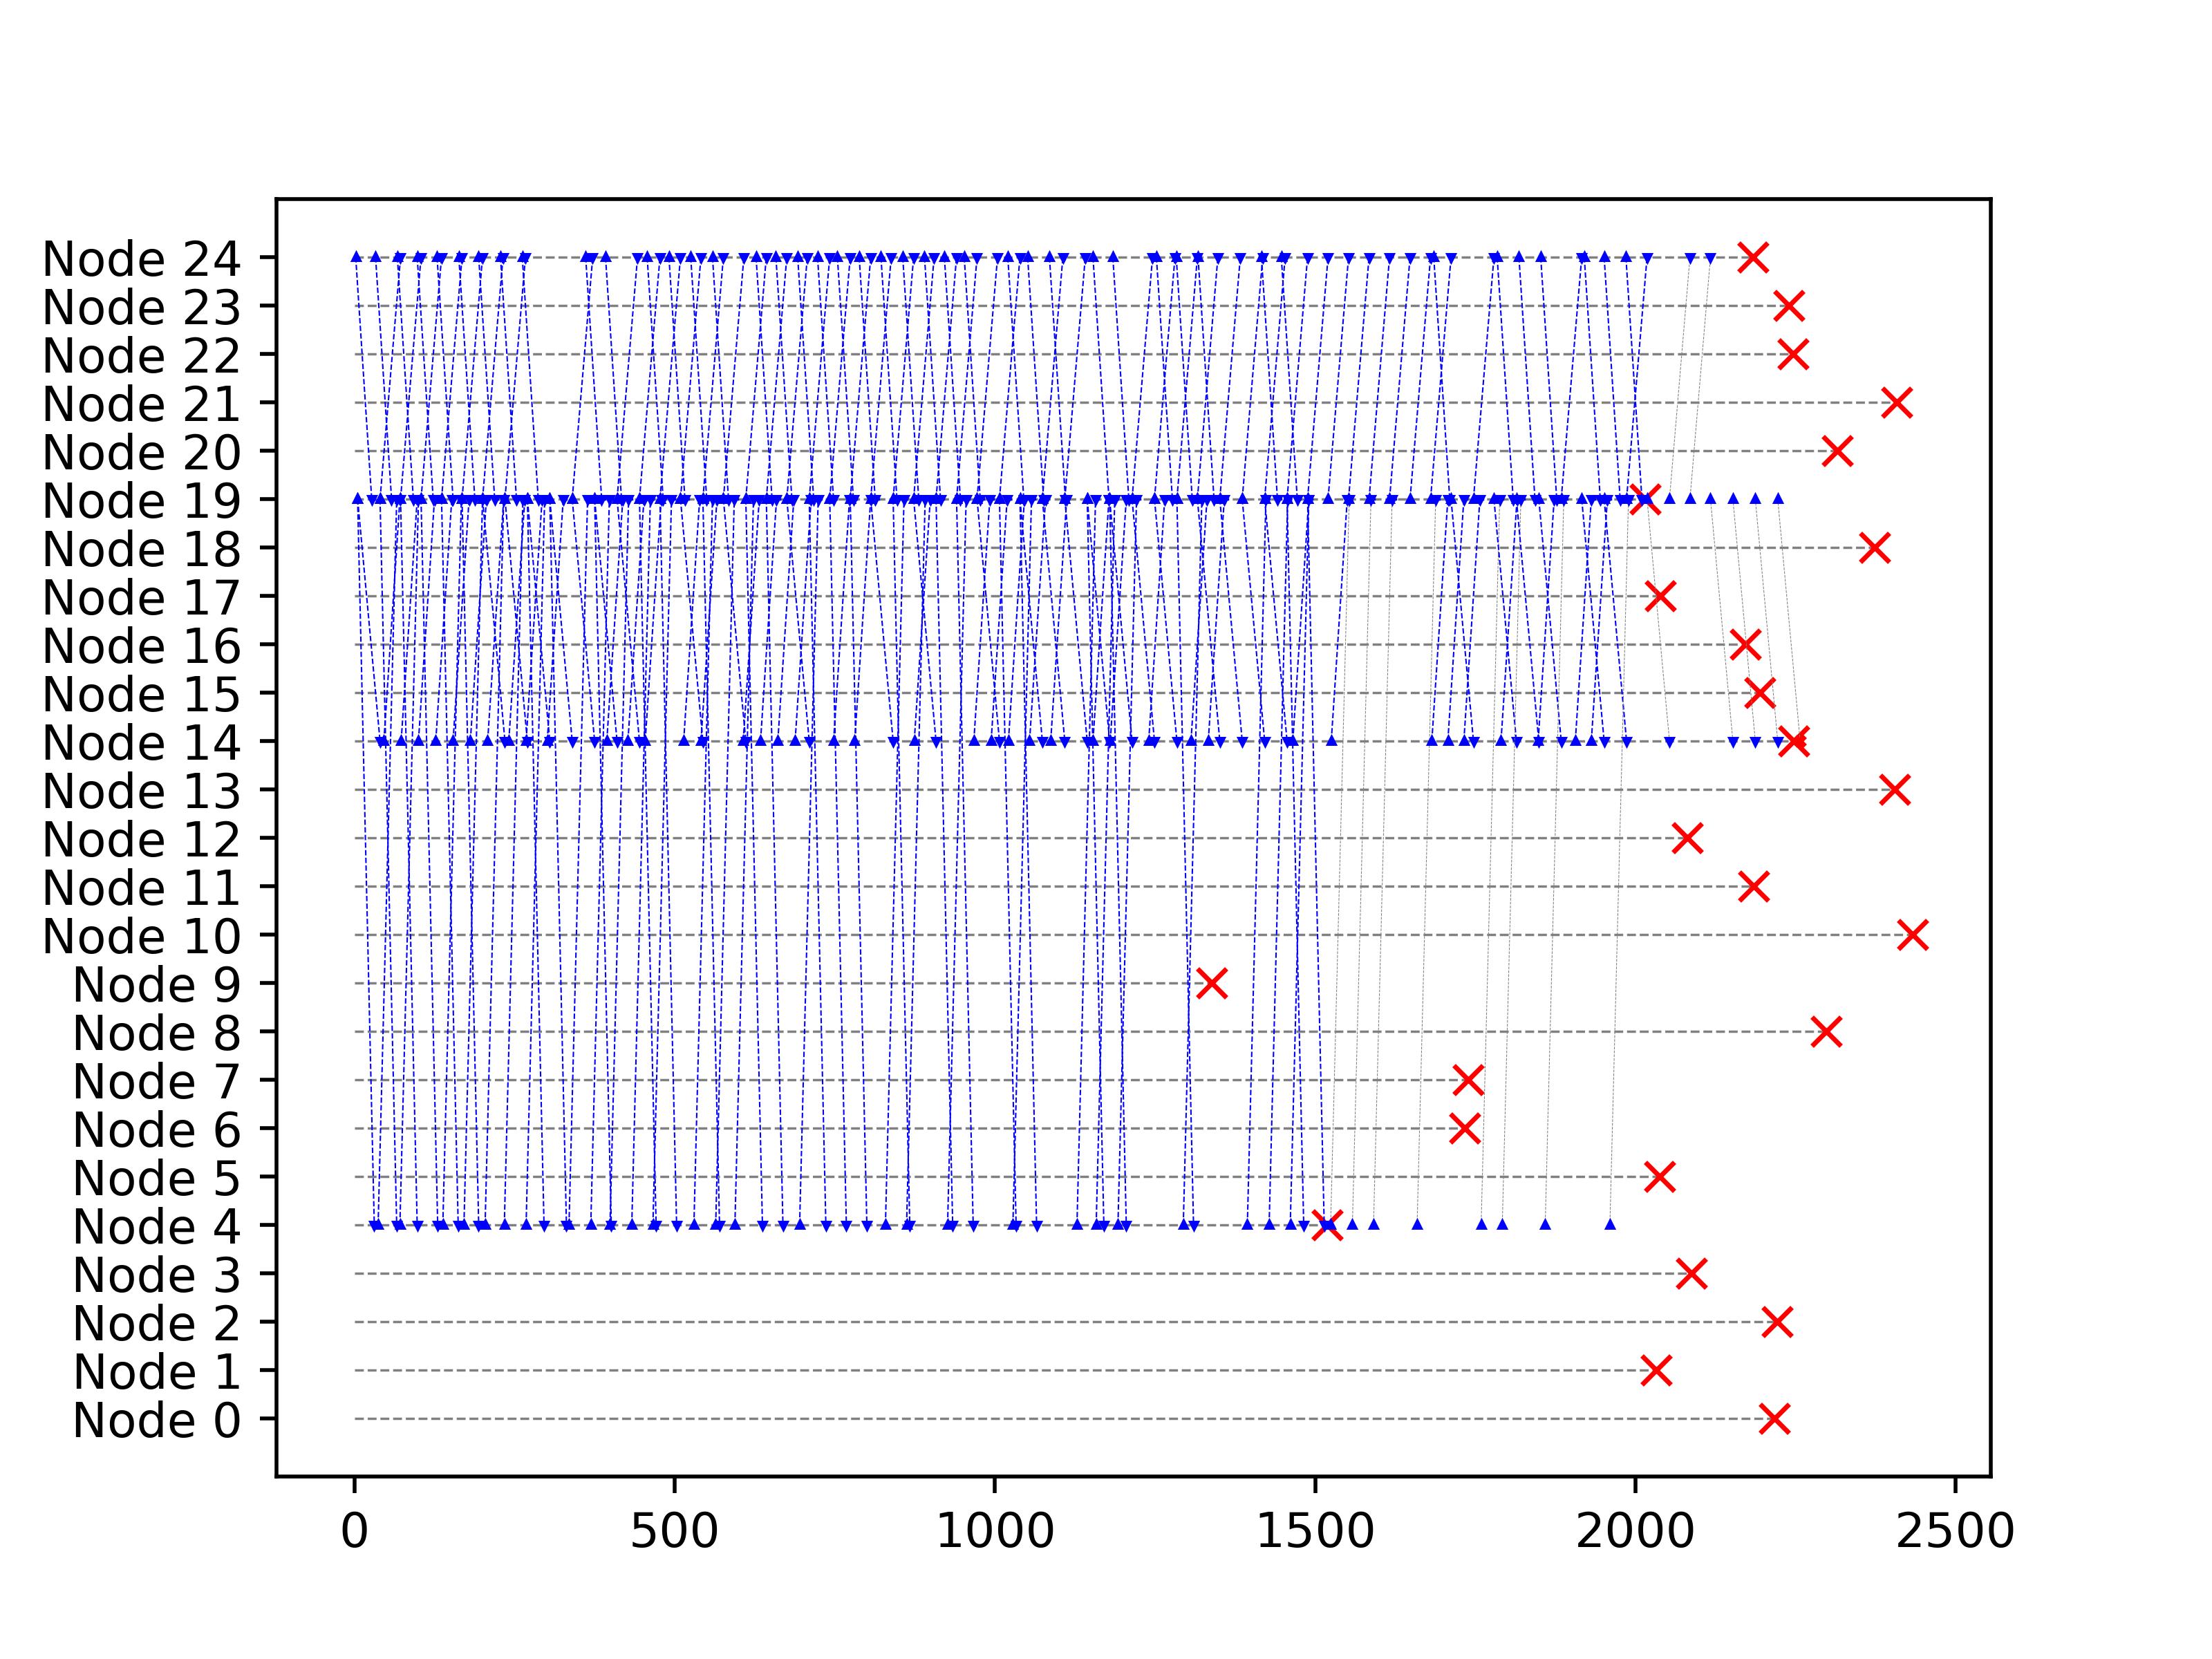 Node 24
Node 23
Node 22
Node 21
Node 20
Node 19
Node 18
Node 17
Node 16
Node 15
Node 14
Node 13
Node 12
Node 11
Node 10
Node 9
Node 8
Node 7
Node 6
Node 5
Node 4
Node 3
Node 2
Node 1
Node 0
0 500 1000 1500 2000 2500